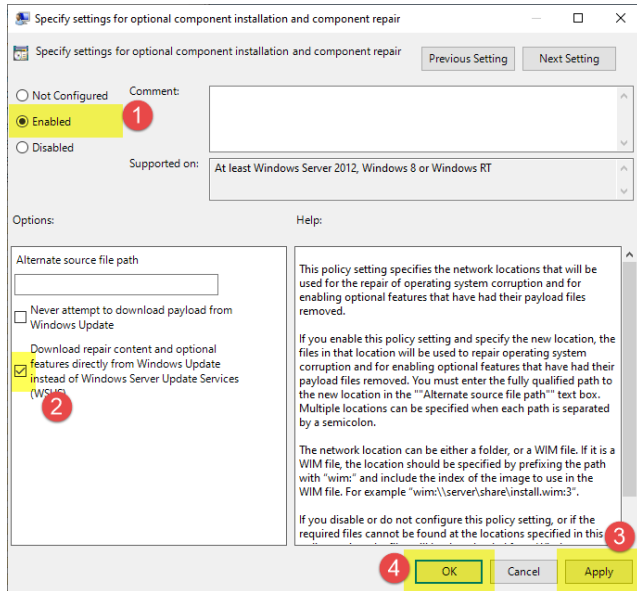 Specify settings for optional component installation and component repair
Specify settings for optional component installation and component repair
Previous Setting
Next Setting
Not Configured
Comment:
1
Enabled
Disabled
Supported on:
At least Windows Server 2012, Windows 8 or Windows RT
Options:
Help:
Alternate source file path
Never attempt to download payload from
Windows Update
Download repair content and optional
features directly from Windows Update
instead of Windows Server Update Services
(WSUS)
2
This policy setting specifies the network locations that will be
used for the repair of operating system corruption and for
enabling optional features that have had their payload files
removed.
If you enable this policy setting and specify the new location, the
files in that location will be used to repair operating system
corruption and for enabling optional features that have had their
payload files removed. You must enter the fully qualified path to
the new location in the ""Alternate source file path"" text box.
Multiple locations can be specified when each path is separated
by a semicolon.
The network location can be either a folder, or a WIM file. If it is a
WIM file, the location should be specified by prefixing the path
with "wim:" and include the index of the image to use in the
WIM file. For example "wim:\\server\share\install.wim:3".
If you disable or do not configure this policy setting, or if the
required files cannot be found at the locations specified in this
3
4
OK
Cancel
Apply